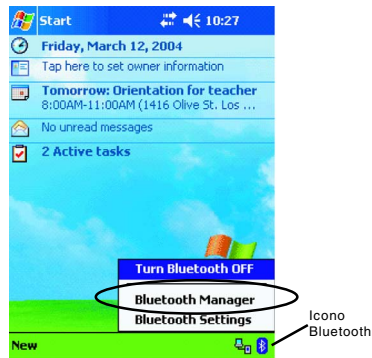 Start 10:27
Friday, March 12, 2004
Tap here to set owner information
Tomorrow: Orientation for teacher
8:00AM-11:00AM (1416 Olive St. Los ...
No unread messages
2 Active tasks
Turn Bluetooth OFF
Bluetooth Manager
Bluetooth Settings
Icono
Bluetooth
New